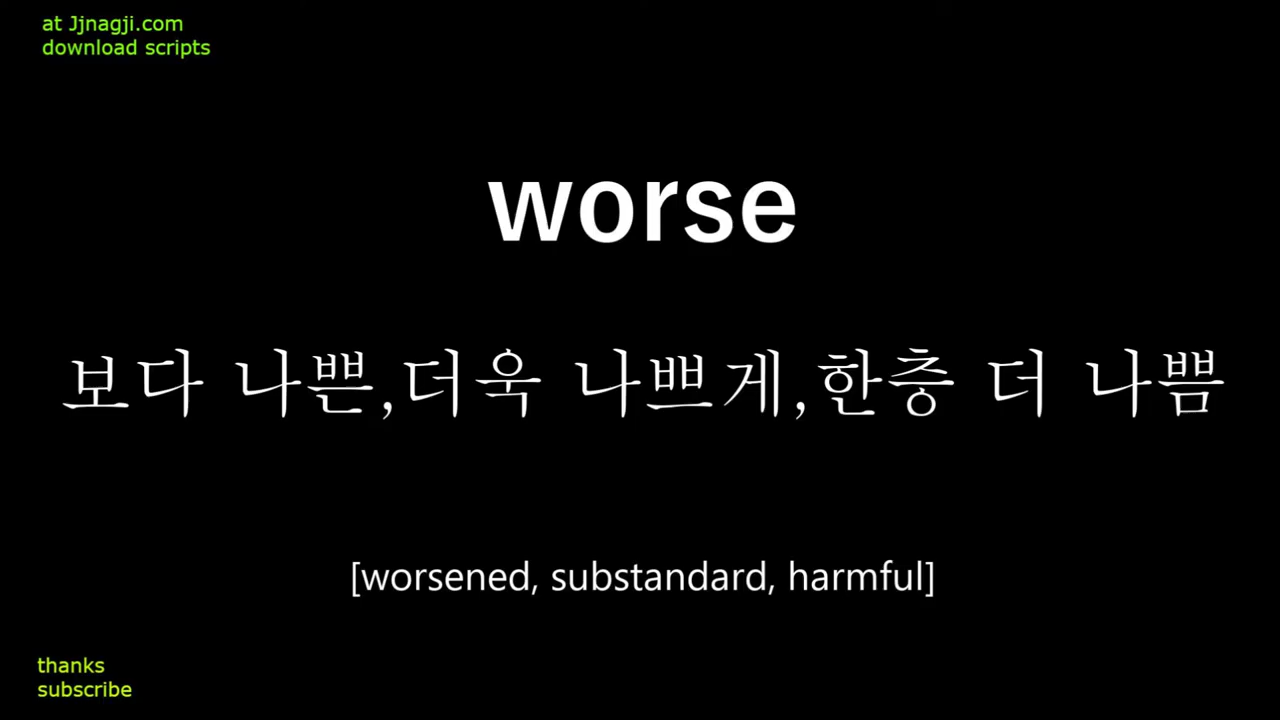 at Jjnagji.com
download scripts
worse
보다 나쁜,더욱 나쁘게,한층 더 나쁨
[worsened, substandard, harmful]
thanks
subscribe